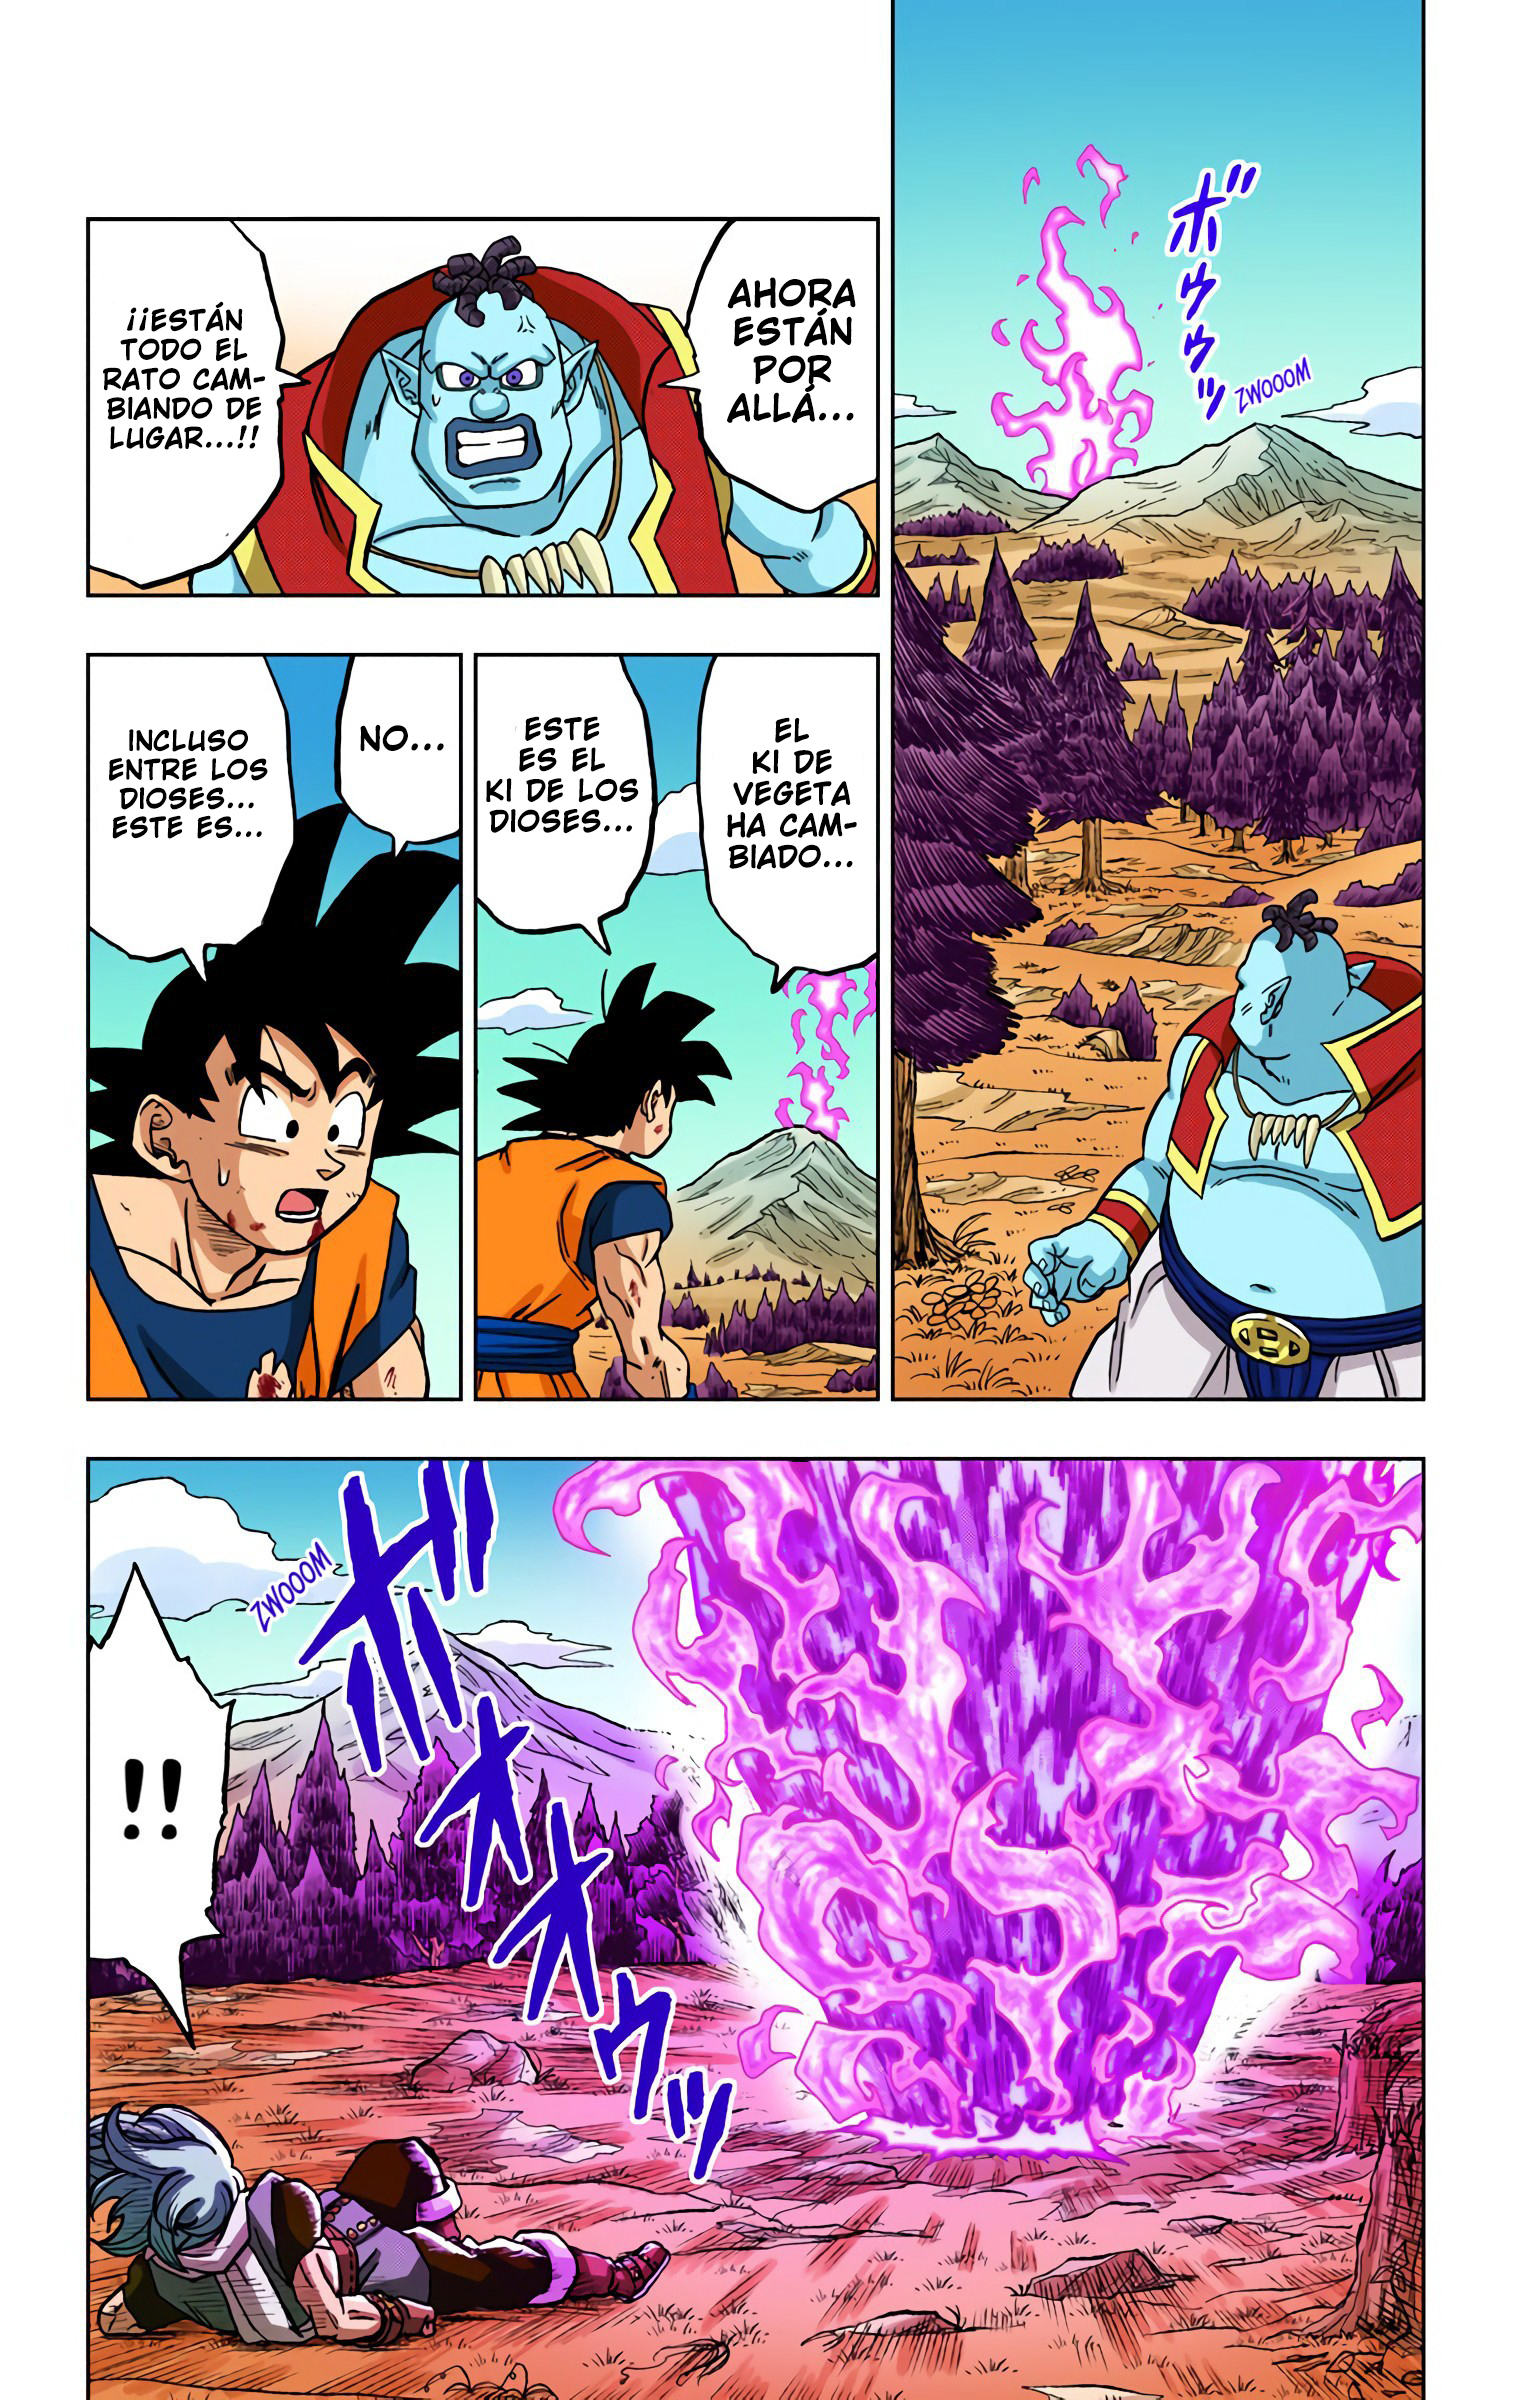 ボ
ウ
ウ
ッ
ZWOOOM
AHORA
ESTÁN
POR
ALLÁ...
¡¡ESTÁN
TODO EL
RATO CAM-
BIANDO DE
LUGAR...!!
EL
KI DE
VEGETA
HA CAM-
BIADO...
ESTE
ES EL
KI DE LOS
DIOSES...
NO...
INCLUSO
ENTRE LOS
DIOSES...
ESTE ES...
ZWOOOM
ボ
オ
オ
ウ
ッ
!!